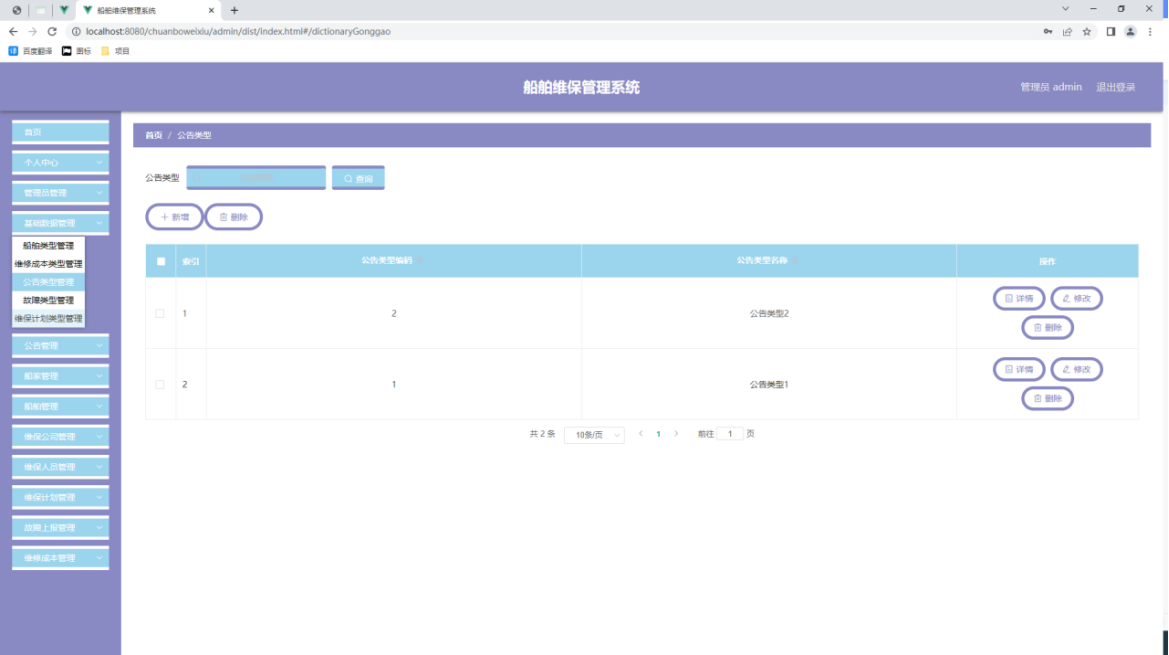 船舶维保管理系统
localhost:8080/chuanboweixiu/admin/dist/index.html#/dictionaryGonggao
百度翻译 图标 项目
船舶维保管理系统
管理员 admin 退出登录
首页
个人中心
管理员管理
基础数据管理
船舶类型管理
维修成本类型管理
公告类型管理
故障类型管理
维保计划类型管理
公告管理
船家管理
船舶管理
维保公司管理
维保人员管理
维保计划管理
故障上报管理
维修成本管理
首页 / 公告类型
公告类型 查询
新增 删除
索引 公告类型编码 公告类型名称 操作
1 2 公告类型2 详情 修改
删除
2 1 公告类型1 详情 修改
删除
共 2 条 10条/页 1 前往 1 页